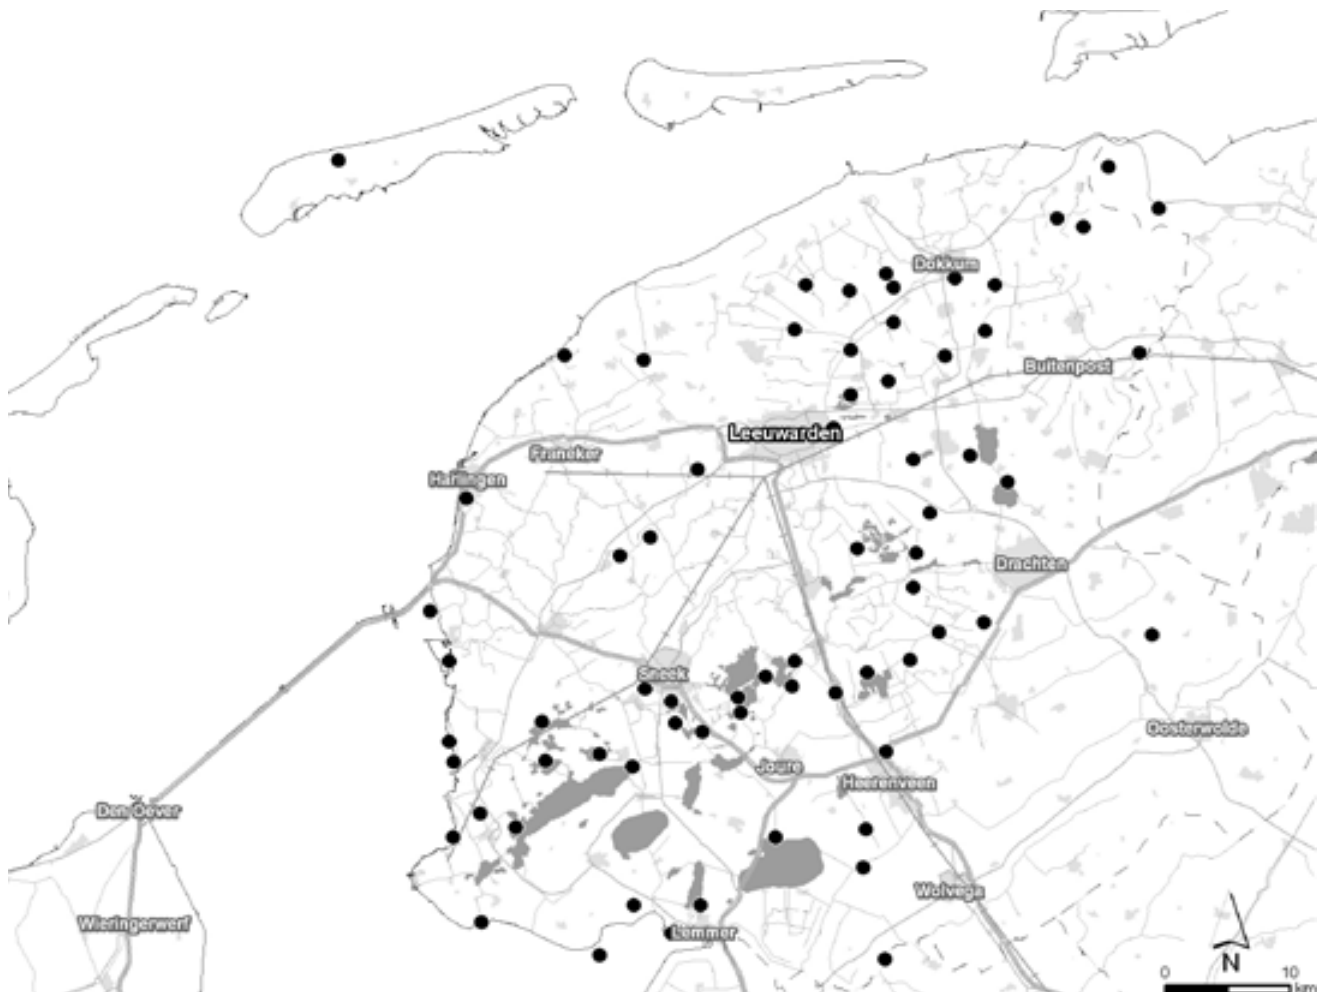 Dokkum
Buitenpost
Leeuwarden
Franeker
Harlingen
Drachten
Sneek
Oosterwolde
Joure
Heerenveen
Den Oever
Wolvega
Wieringerwerf
Lemmer
N
0 10
km